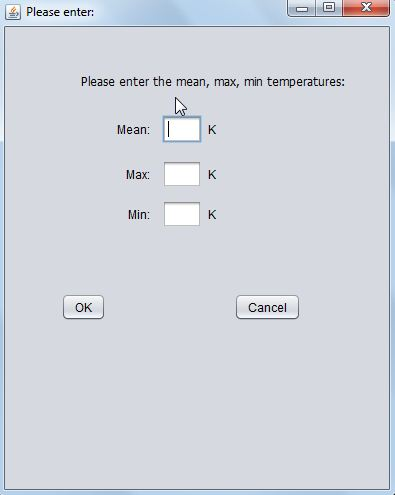 Please enter:
Please enter the mean, max, min temperatures:
Mean: K
Max: K
Min: K
OK Cancel